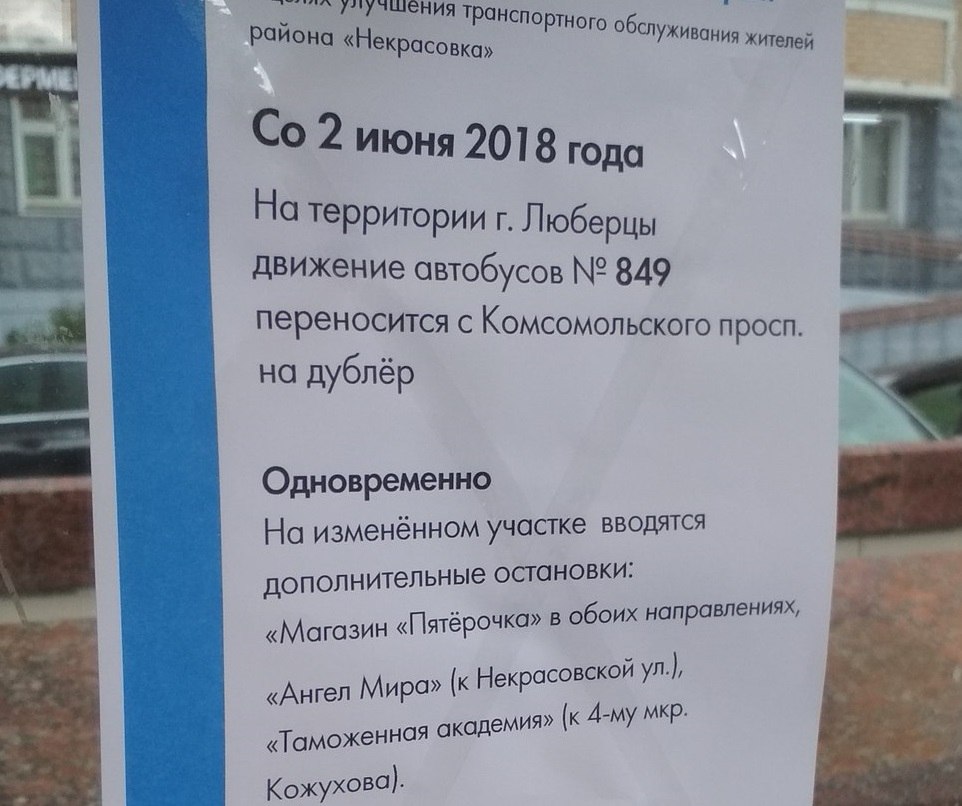 улучшения транспортного обслуживания жителей
района «Некрасовка»
Со 2 июня 2018 года
На территории г. Люберцы
движение автобусов № 849
переносится с Комсомольского просп.
на дублёр
Одновременно
На изменённом участке вводятся
дополнительные остановки:
«Магазин «Пятёрочка» в обоих направлениях,
«Ангел Мира» (к Некрасовской ул.),
«Таможенная академия» (к 4-му мкр.
Кожухова).